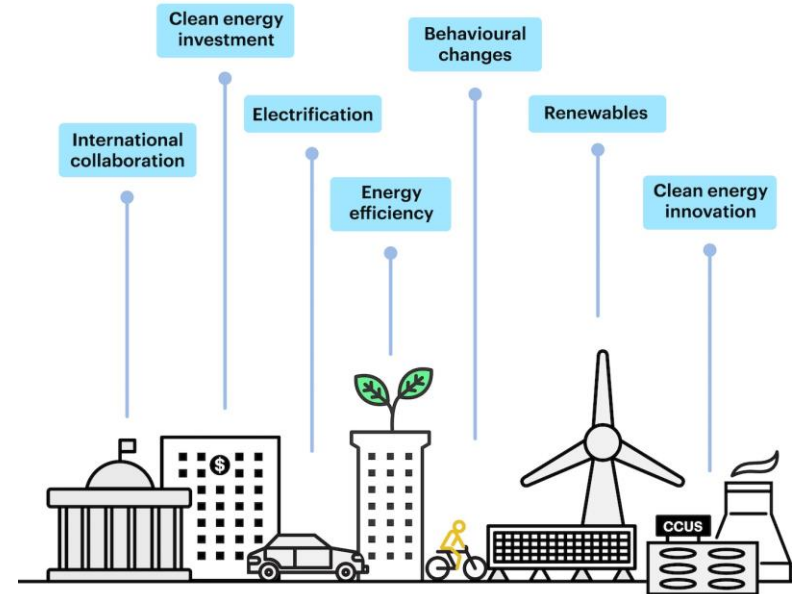 Clean energy
investment
Behavioural
changes
Electrification
Renewables
International
collaboration
Energy
efficiency
Clean energy
innovation
$
CCUS